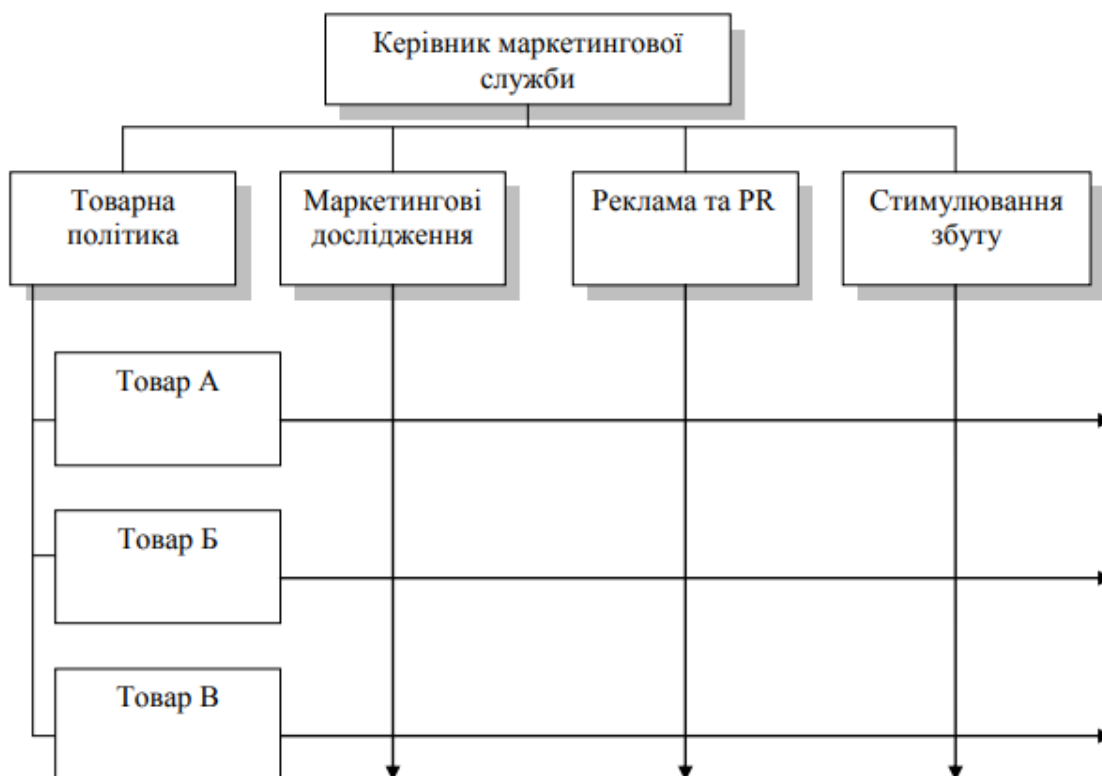 Керівник маркетингової
служби
Товарна
політика
Маркетингові
дослідження
Реклама та PR
Стимулювання
збуту
Товар А
Товар Б
Товар В